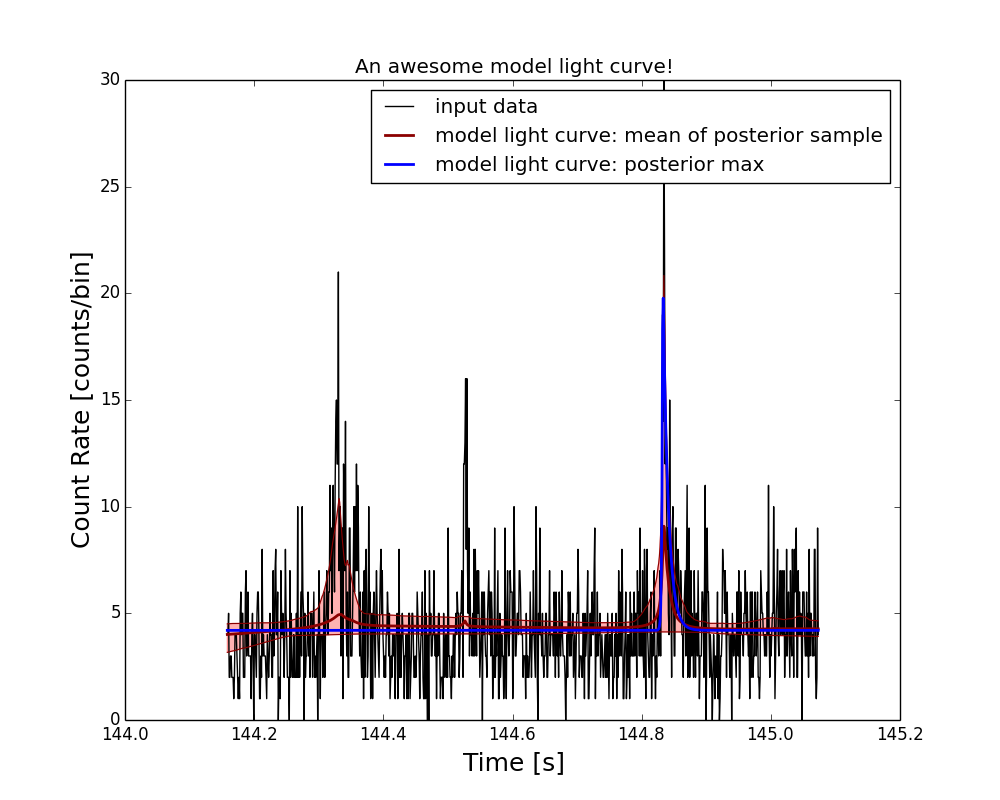 An awesome model light curve!
input data
model light curve: mean of posterior sample
model light curve: posterior max
Count Rate [counts/bin]
30
25
20
15
10
5
0
144.0 144.2 144.4 144.6 144.8 145.0 145.2
Time [s]